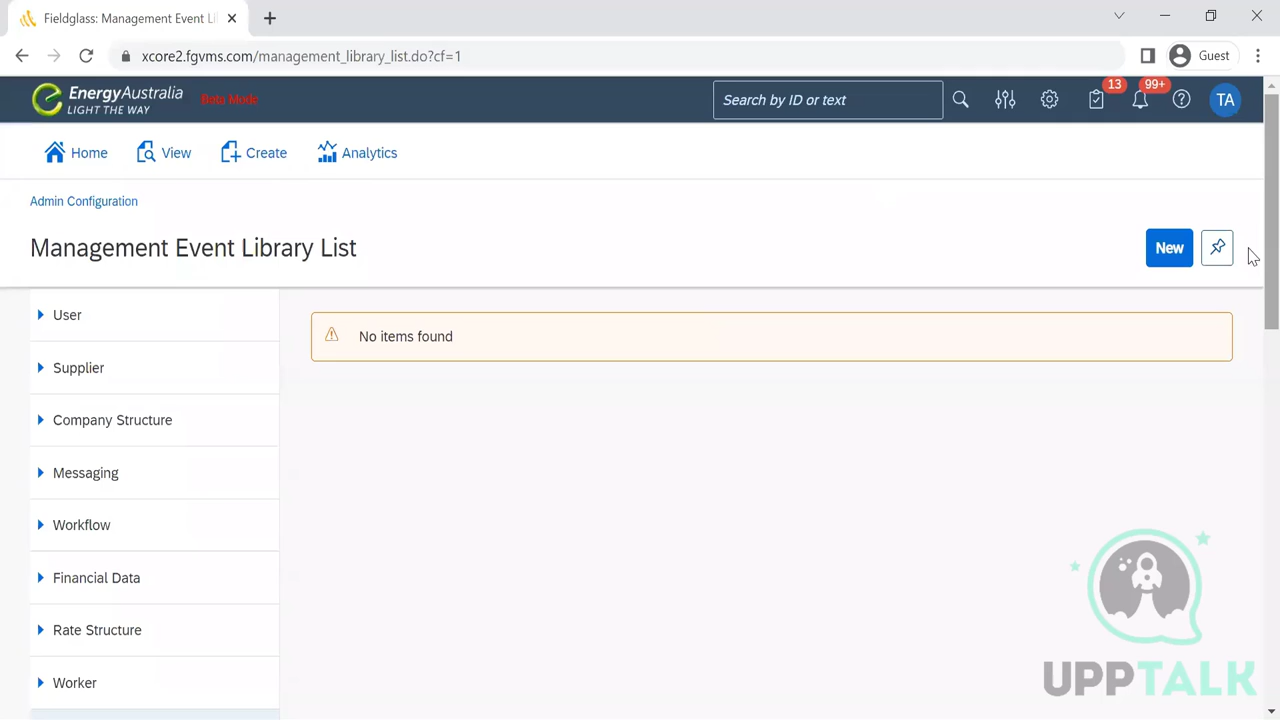 Fieldglass: Management Event Li
xcore2.fgvms.com/management_library_list.do?cf=1
Guest
EnergyAustralia
LIGHT THE WAY
Beta Mode
Search by ID or text
13
99+
TA
Home
View
Create
Analytics
Admin Configuration
Management Event Library List
New
User
No items found
Supplier
Company Structure
Messaging
Workflow
Financial Data
Rate Structure
Worker
UPPTALK